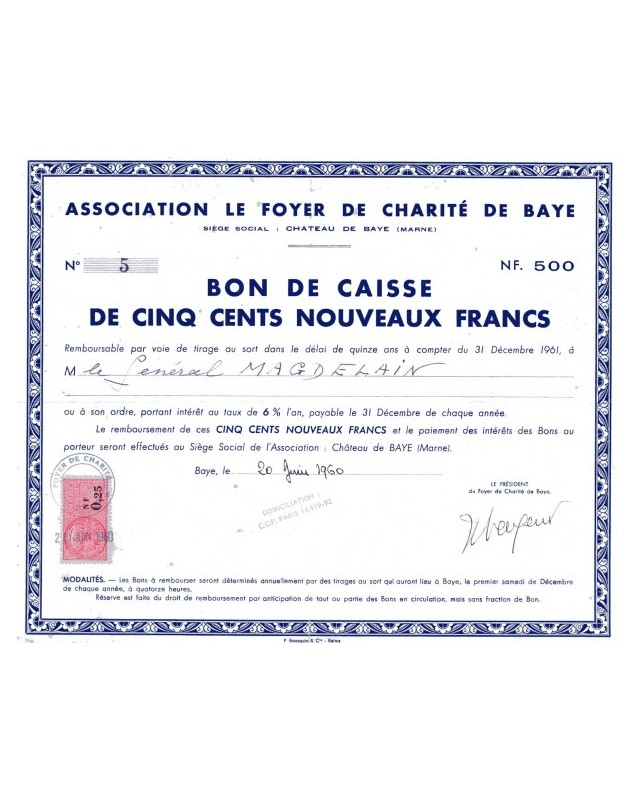 ASSOCIATION LE FOYER DE CHARITÉ DE BAYE
SIÈGE SOCIAL : CHATEAU DE BAYE (MARNE)
N° 5
NF. 500
BON DE CAISSE
DE CINQ CENTS NOUVEAUX FRANCS
Remboursable par voie de tirage au sort dans le délai de quinze ans à compter du 31 Décembre 1961, à
M le Général MAGDELAIN
ou à son ordre, portant intérêt au taux de 6 % l'an, payable le 31 Décembre de chaque année.
Le remboursement de ces CINQ CENTS NOUVEAUX FRANCS et le paiement des intérêts des Bons au
porteur seront effectués au Siège Social de l'Association : Château de BAYE (Marne).
Baye, le 20 Juin 1960
FOYER DE CHARITÉ
NF 0,25
JUIN 1960
DOMICILIATION :
C.C.P. PARIS 14.419-82
LE PRÉSIDENT
du Foyer de Charité de Baye.
MODALITÉS. — Les Bons à rembourser seront déterminés annuellement par des tirages au sort qui auront lieu à Baye, le premier samedi de Décembre
de chaque année, à quatorze heures.
Réserve est faite du droit de remboursement par anticipation de tout ou partie des Bons en circulation, mais sans fraction de Bon.